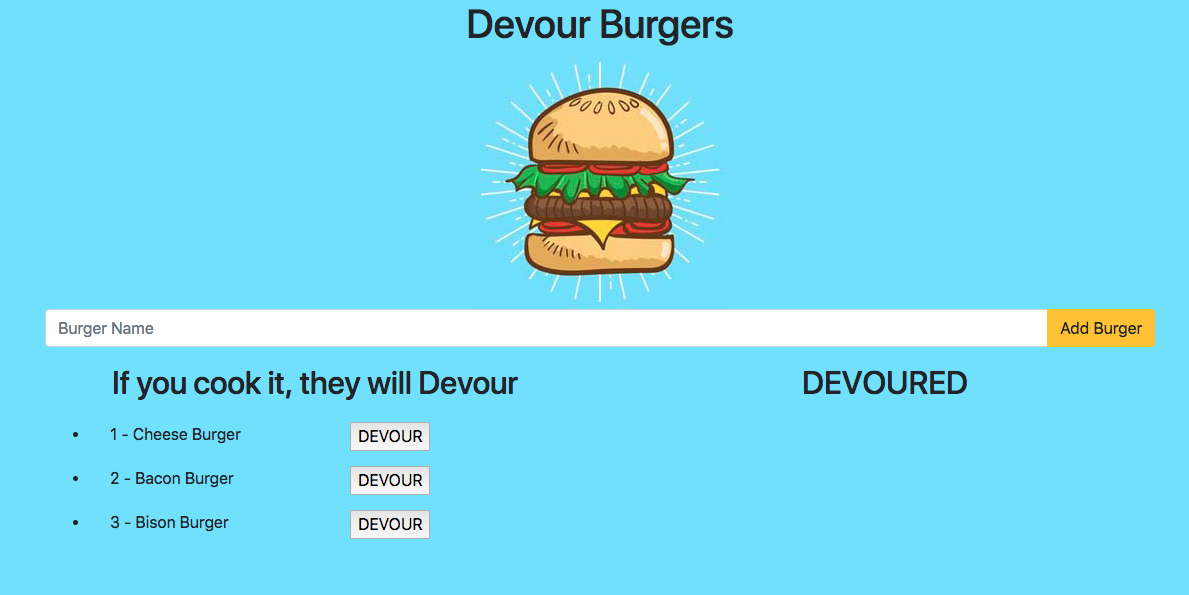 Devour Burgers
Burger Name
Add Burger
If you cook it, they will Devour
DEVOURED
1 - Cheese Burger
DEVOUR
2 - Bacon Burger
DEVOUR
3 - Bison Burger
DEVOUR